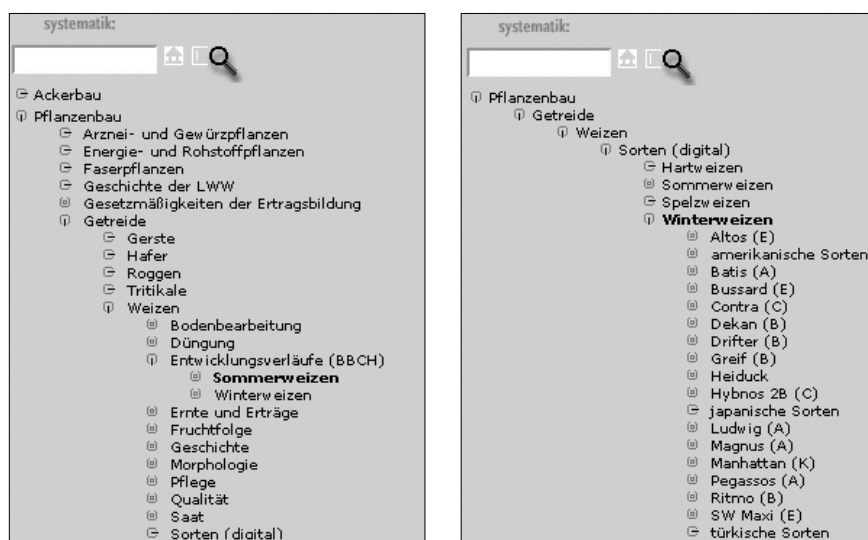 systematik:
Ackerbau
Pflanzenbau
Arznei- und Gewürzpflanzen
Energie- und Rohstoffpflanzen
Faserpflanzen
Geschichte der LWW
Gesetzmäßigkeiten der Ertragsbildung
Getreide
Gerste
Hafer
Roggen
Tritikale
Weizen
Bodenbearbeitung
Düngung
Entwicklungsverläufe (BBCH)
Sommerweizen
Winterweizen
Ernte und Erträge
Fruchtfolge
Geschichte
Morphologie
Pflege
Qualität
Saat
Sorten (digital)
systematik:
Pflanzenbau
Getreide
Weizen
Sorten (digital)
Hartweizen
Sommerweizen
Spelzweizen
Winterweizen
Altos (E)
amerikanische Sorten
Batis (A)
Bussard (E)
Contra (C)
Dekan (B)
Drifter (B)
Greif (B)
Heiduck
Hybnos 2B (C)
japanische Sorten
Ludwig (A)
Magnus (A)
Manhattan (K)
Pegassos (A)
Ritmo (B)
SW Maxi (E)
türkische Sorten